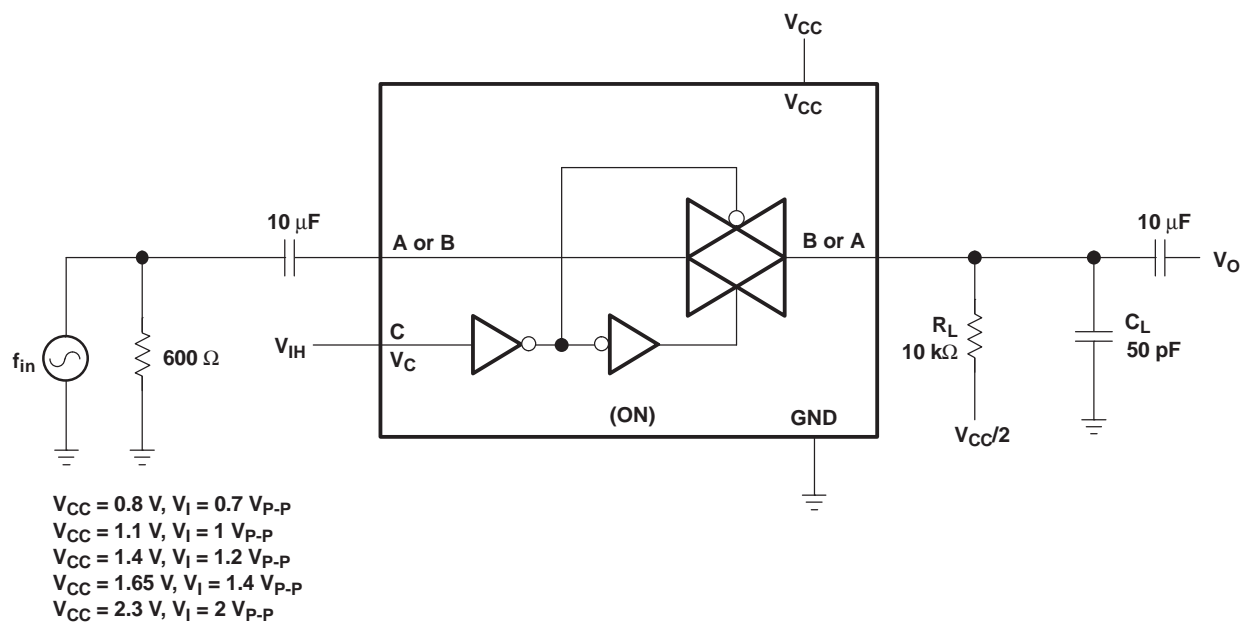 VCC
VCC
10 μF
A or B
B or A
10 μF
VO
fin
600 Ω
VIH
C
VC
RL
10 kΩ
CL
50 pF
(ON)
GND
VCC/2
VCC = 0.8 V, VI = 0.7 VP-P
VCC = 1.1 V, VI = 1 VP-P
VCC = 1.4 V, VI = 1.2 VP-P
VCC = 1.65 V, VI = 1.4 VP-P
VCC = 2.3 V, VI = 2 VP-P